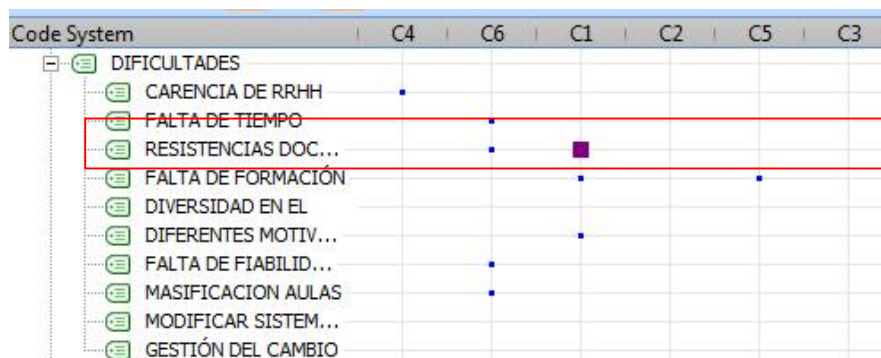 Code System C4 C6 C1 C2 C5 C3
DIFICULTADES
CARENCIA DE RRHH
FALTA DE TIEMPO
RESISTENCIAS DOC...
FALTA DE FORMACIÓN
DIVERSIDAD EN EL
DIFERENTES MOTIV...
FALTA DE FIABILID...
MASIFICACION AULAS
MODIFICAR SISTEM...
GESTIÓN DEL CAMBIO